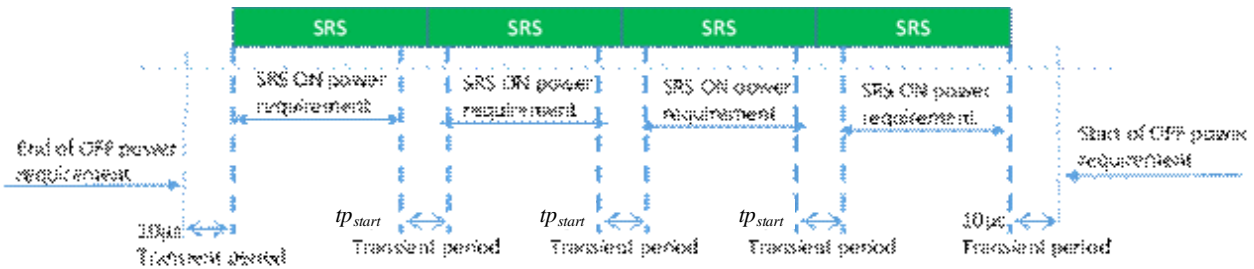 SRS SRS SRS SRS
SRS ON power requirement
SRS ON power requirement
SRS ON power requirement
SRS ON power requirement
End of OFF power requirement
Start of OFF power requirement
10µs Transient period
tp_start Transient period
tp_start Transient period
tp_start Transient period
10µs Transient period